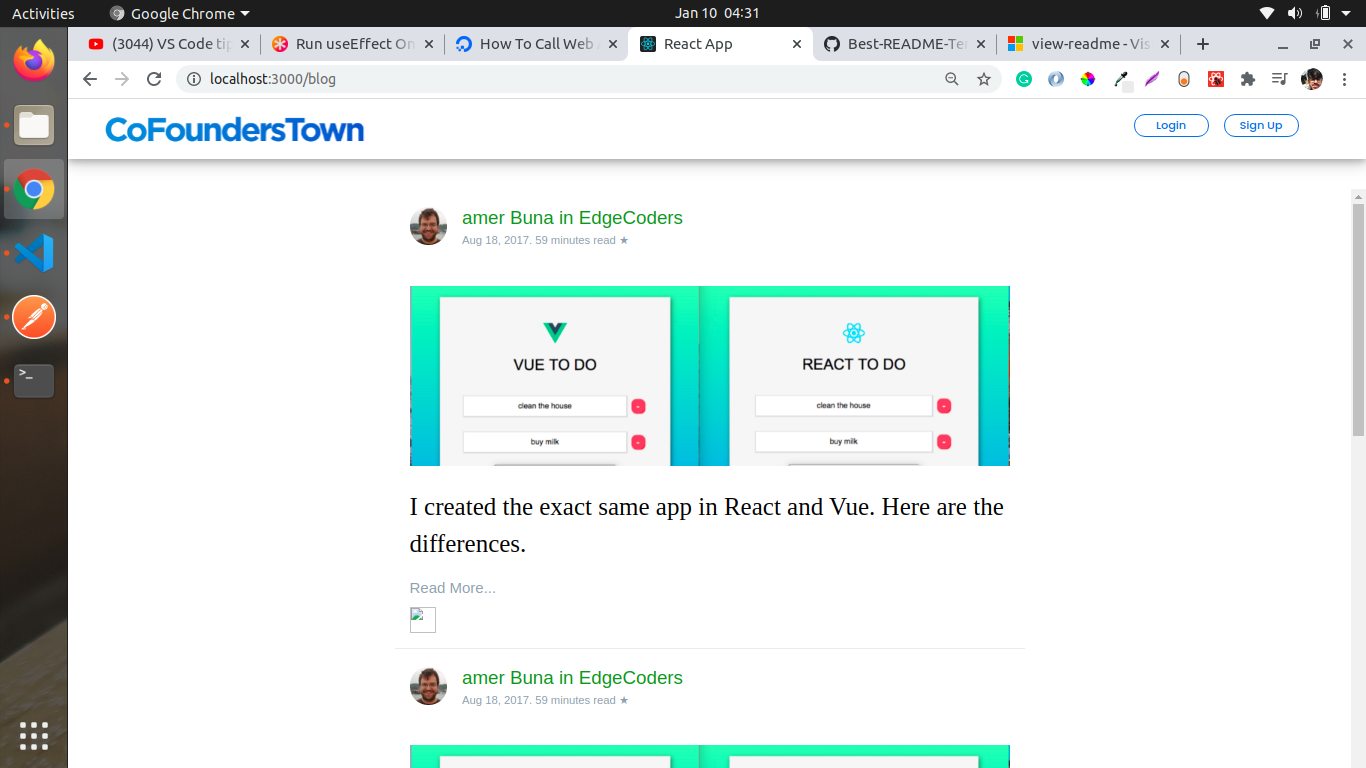 Activities Google Chrome Jan 10 04:31
(3044) VS Code tip Run useEffect On How To Call Web A React App Best-README-Te view-readme - Vis
localhost:3000/blog
CoFoundersTown Login Sign Up
amer Buna in EdgeCoders
Aug 18, 2017. 59 minutes read ★
VUE TO DO REACT TO DO
clean the house clean the house
buy milk buy milk
I created the exact same app in React and Vue. Here are the
differences.
Read More...
amer Buna in EdgeCoders
Aug 18, 2017. 59 minutes read ★